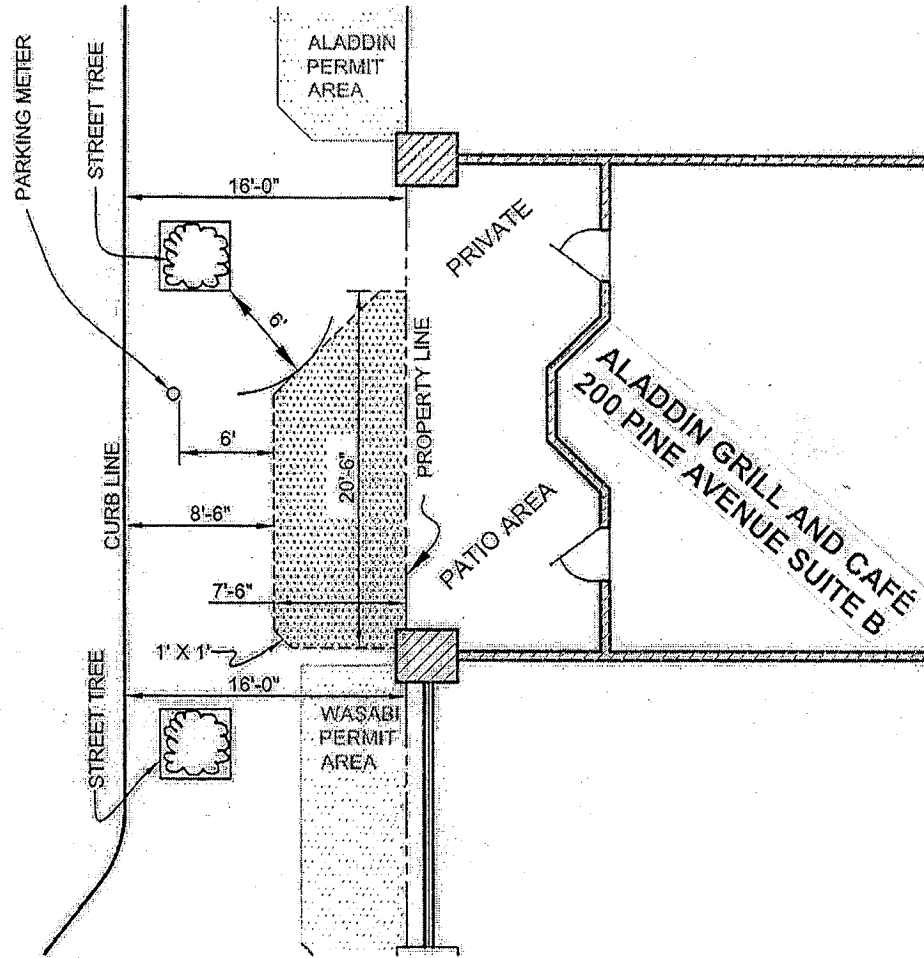 PARKING METER
STREET TREE
ALADDIN
PERMIT
AREA
16'-0"
PRIVATE
6'
PROPERTY LINE
6'
20'-6"
CURB LINE
8'-6"
ALADDIN GRILL AND CAFÉ
200 PINE AVENUE SUITE B
PATIO AREA
7'-6"
1' X 1'
16'-0"
STREET TREE
WASABI
PERMIT
AREA